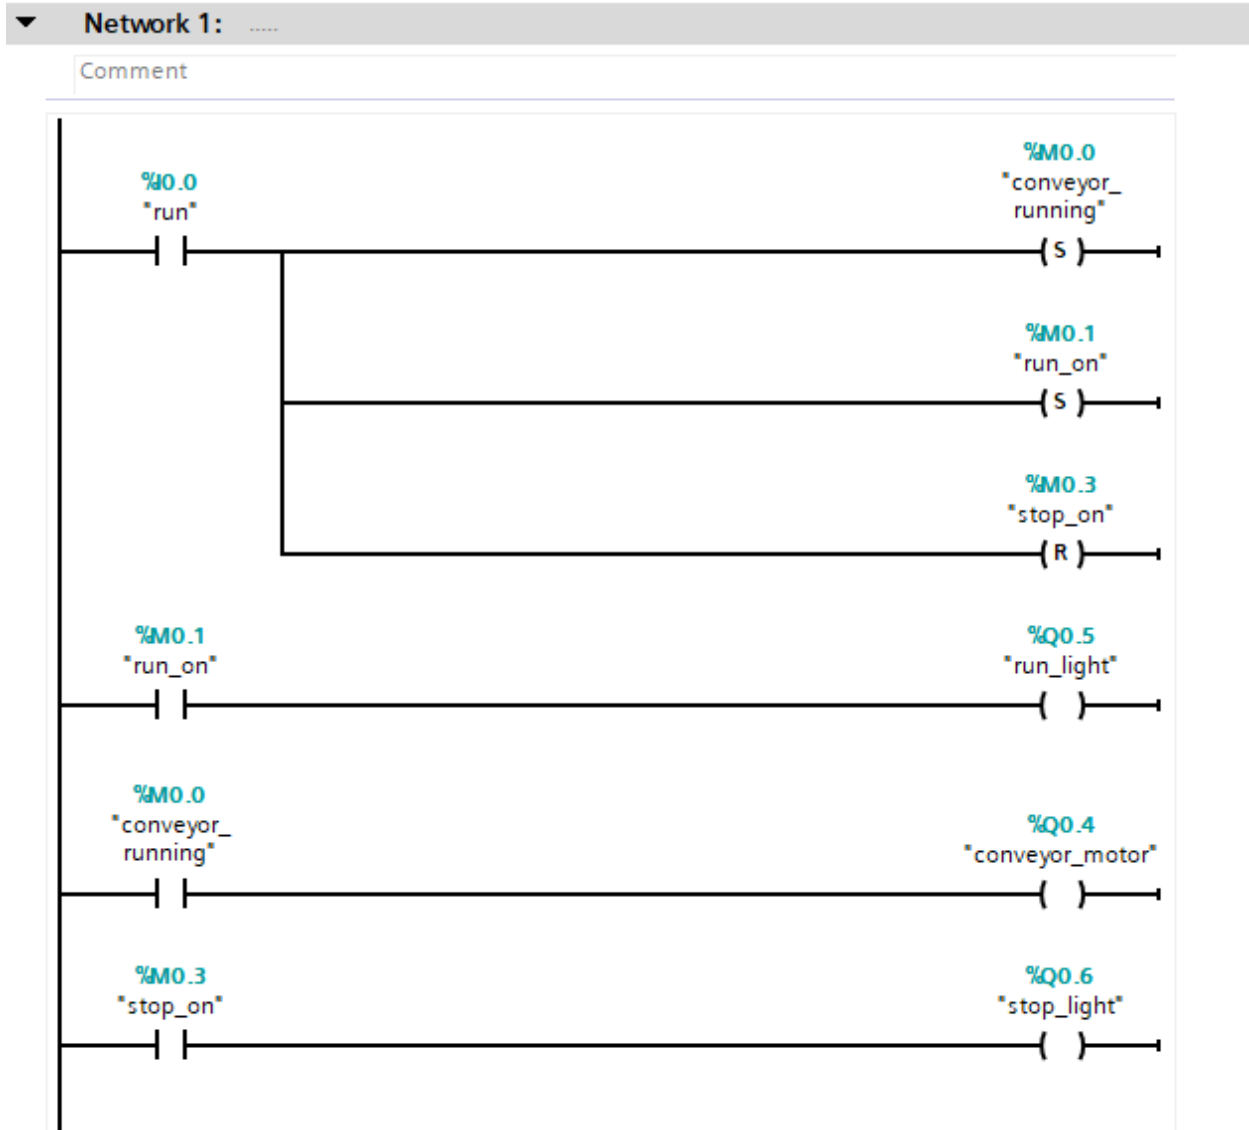 Network 1: .....
Comment
%I0.0
"run"
%M0.0
"conveyor_
running"
S
%M0.1
"run_on"
S
%M0.3
"stop_on"
R
%M0.1
"run_on"
%Q0.5
"run_light"
%M0.0
"conveyor_
running"
%Q0.4
"conveyor_motor"
%M0.3
"stop_on"
%Q0.6
"stop_light"